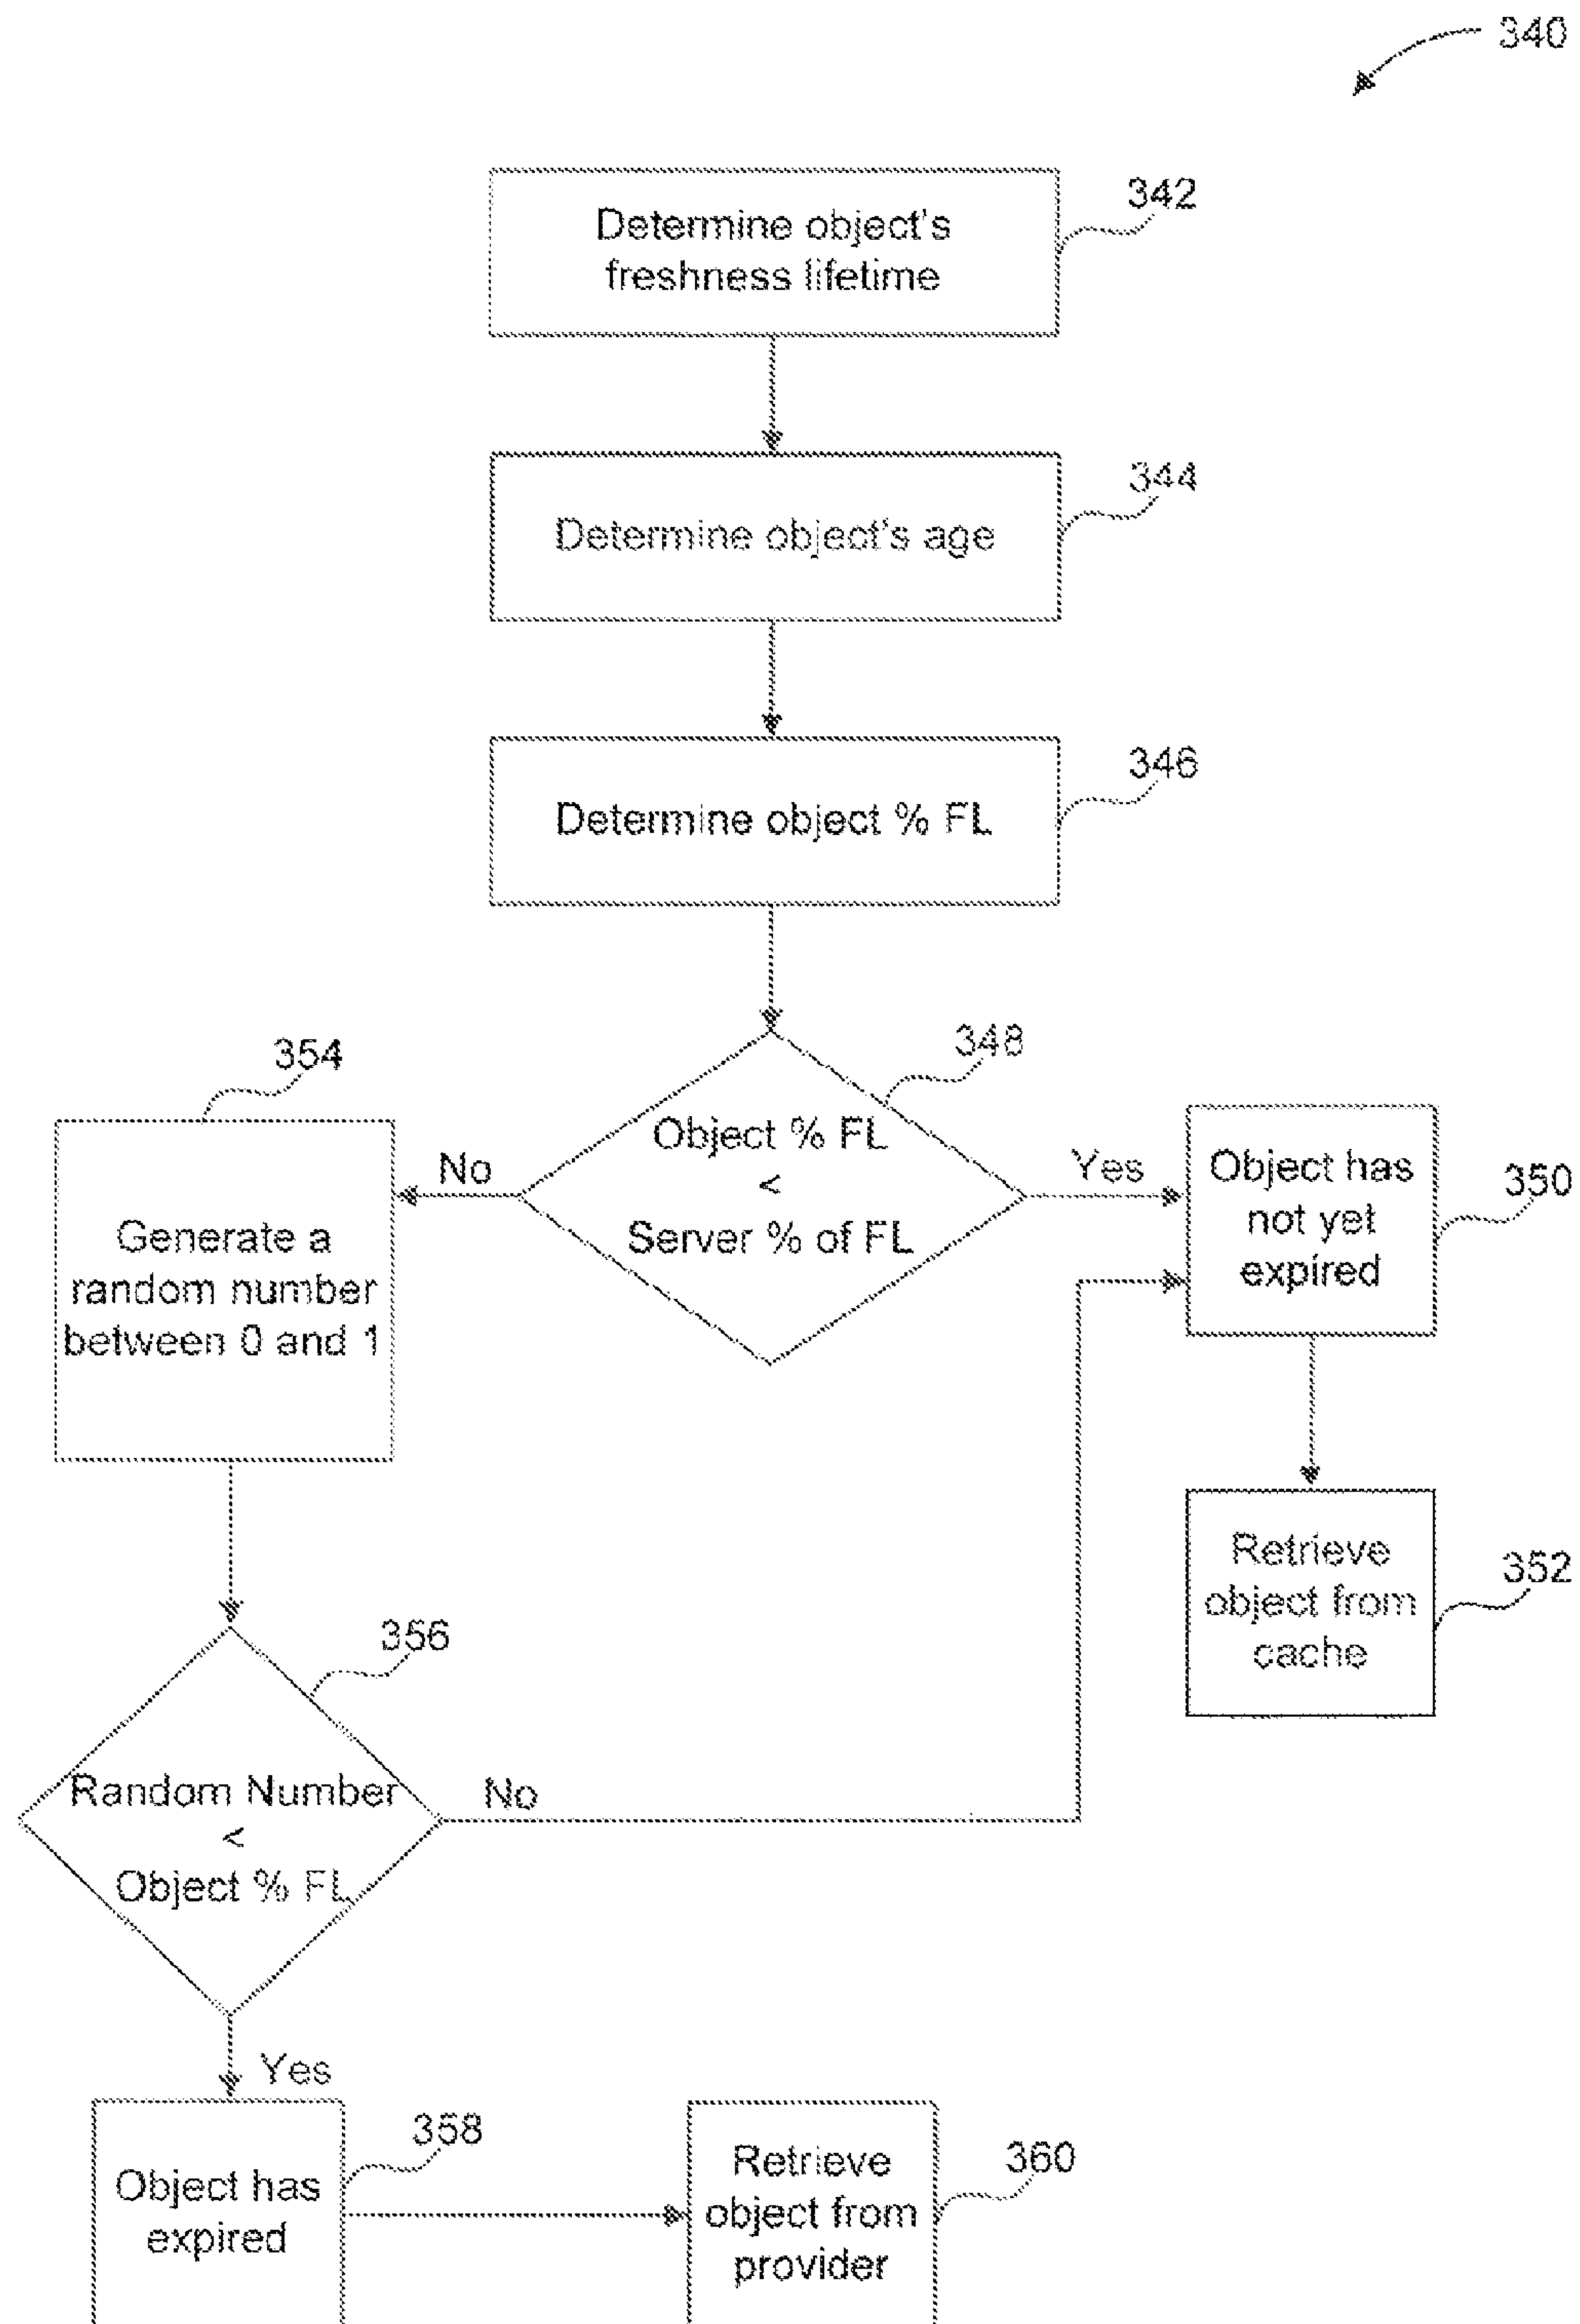 340
Determine object's
freshness lifetime
342
Determine object's age
344
Determine object % FL
346
348
Object % FL
<
Server % of FL
No
Yes
354
Generate a
random number
between 0 and 1
Object has
not yet
expired
350
Retrieve
object from
cache
352
356
Random Number
<
Object % FL
No
Yes
Object has
expired
358
Retrieve
object from
provider
360